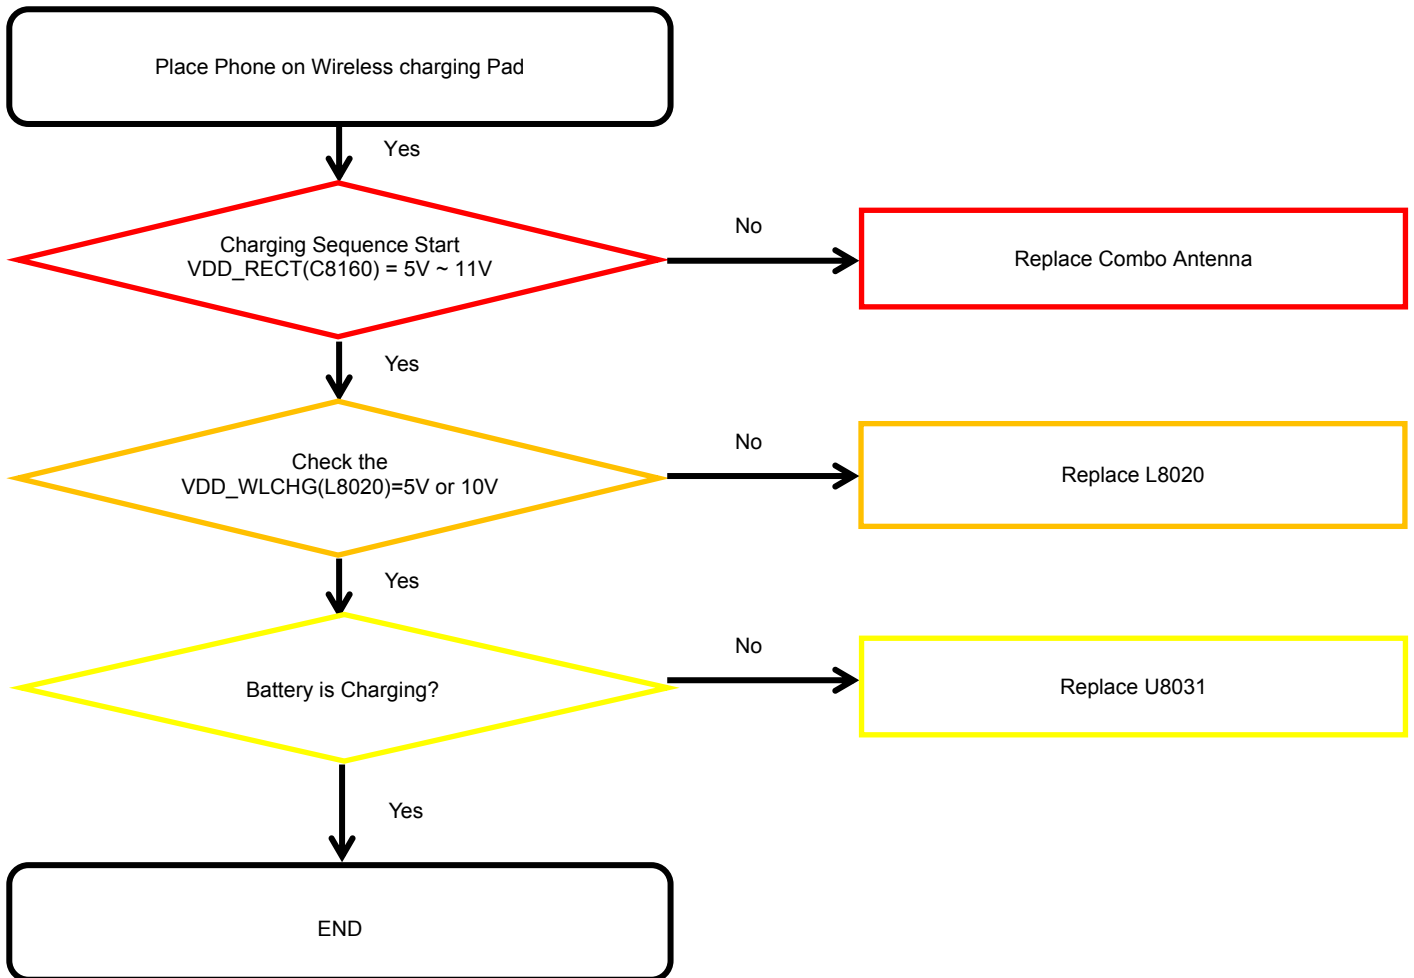 Place Phone on Wireless charging Pad
Yes
Charging Sequence Start
VDD_RECT(C8160) = 5V ~ 11V
No
Replace Combo Antenna
Yes
Check the
VDD_WLCHG(L8020)=5V or 10V
No
Replace L8020
Yes
Battery is Charging?
No
Replace U8031
Yes
END